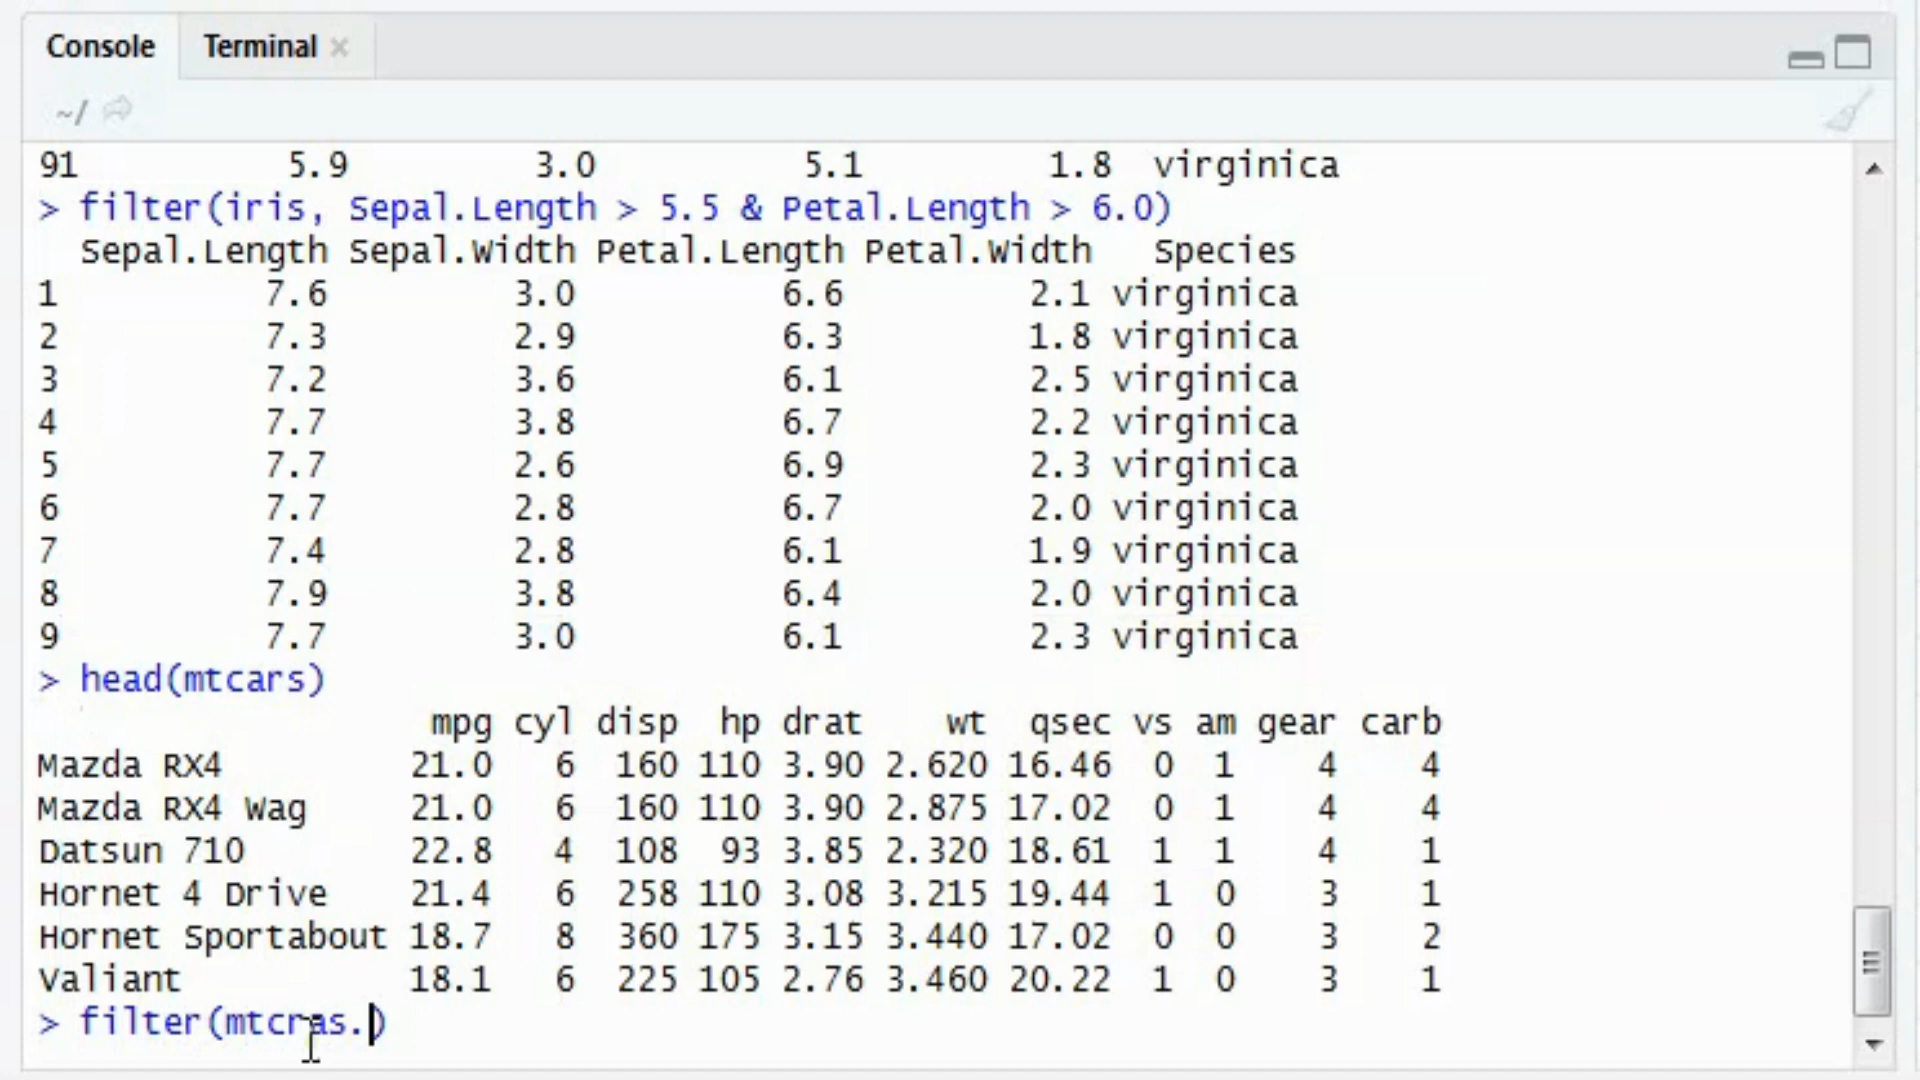 Console Terminal
~/
91 5.9 3.0 5.1 1.8 virginica
> filter(iris, Sepal.Length > 5.5 & Petal.Length > 6.0)
Sepal.Length Sepal.Width Petal.Length Petal.Width Species
1 7.6 3.0 6.6 2.1 virginica
2 7.3 2.9 6.3 1.8 virginica
3 7.2 3.6 6.1 2.5 virginica
4 7.7 3.8 6.7 2.2 virginica
5 7.7 2.6 6.9 2.3 virginica
6 7.7 2.8 6.7 2.0 virginica
7 7.4 2.8 6.1 1.9 virginica
8 7.9 3.8 6.4 2.0 virginica
9 7.7 3.0 6.1 2.3 virginica
> head(mtcars)
mpg cyl disp hp drat wt qsec vs am gear carb
Mazda RX4 21.0 6 160 110 3.90 2.620 16.46 0 1 4 4
Mazda RX4 Wag 21.0 6 160 110 3.90 2.875 17.02 0 1 4 4
Datsun 710 22.8 4 108 93 3.85 2.320 18.61 1 1 4 1
Hornet 4 Drive 21.4 6 258 110 3.08 3.215 19.44 1 0 3 1
Hornet Sportabout 18.7 8 360 175 3.15 3.440 17.02 0 0 3 2
Valiant 18.1 6 225 105 2.76 3.460 20.22 1 0 3 1
> filter(mtcras.)